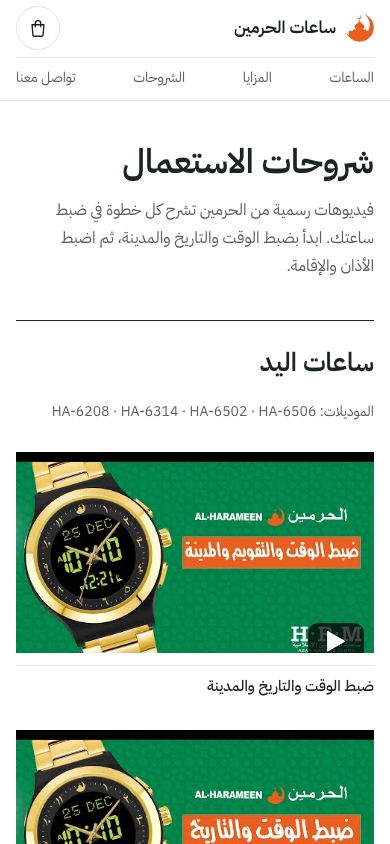 ساعات الحرمين
الساعات
المزايا
الشروحات
تواصل معنا
شروحات الاستعمال
فيديوهات رسمية من الحرمين تشرح كل خطوة في ضبط
ساعتك. ابدأ بضبط الوقت والتاريخ والمدينة، ثم اضبط
الأذان والإقامة.
ساعات اليد
الموديلات: HA-6208 · HA-6314 · HA-6502 · HA-6506
AL-HARAMEEN الحرمين
ضبط الوقت والتقويم والمدينة
25 DEC
10:10
ضبط الوقت والتاريخ والمدينة
AL-HARAMEEN الحرمين
ضبط الوقت والتاريخ
25 DEC